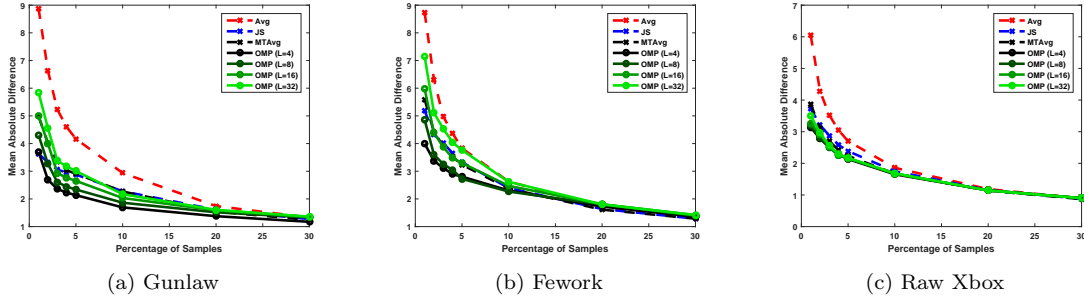 Mean Absolute Difference
9
8
7
6
5
4
3
2
1
0 5 10 15 20 25 30
Percentage of Samples
Avg
JS
MTAvg
OMP (L=4)
OMP (L=8)
OMP (L=16)
OMP (L=32)
(a) Gunlaw
Mean Absolute Difference
9
8
7
6
5
4
3
2
1
0 5 10 15 20 25 30
Percentage of Samples
Avg
JS
MTAvg
OMP (L=4)
OMP (L=8)
OMP (L=16)
OMP (L=32)
(b) Fework
Mean Absolute Difference
7
6
5
4
3
2
1
0
0 5 10 15 20 25 30
Percentage of Samples
Avg
JS
MTAvg
OMP (L=4)
OMP (L=8)
OMP (L=16)
OMP (L=32)
(c) Raw Xbox